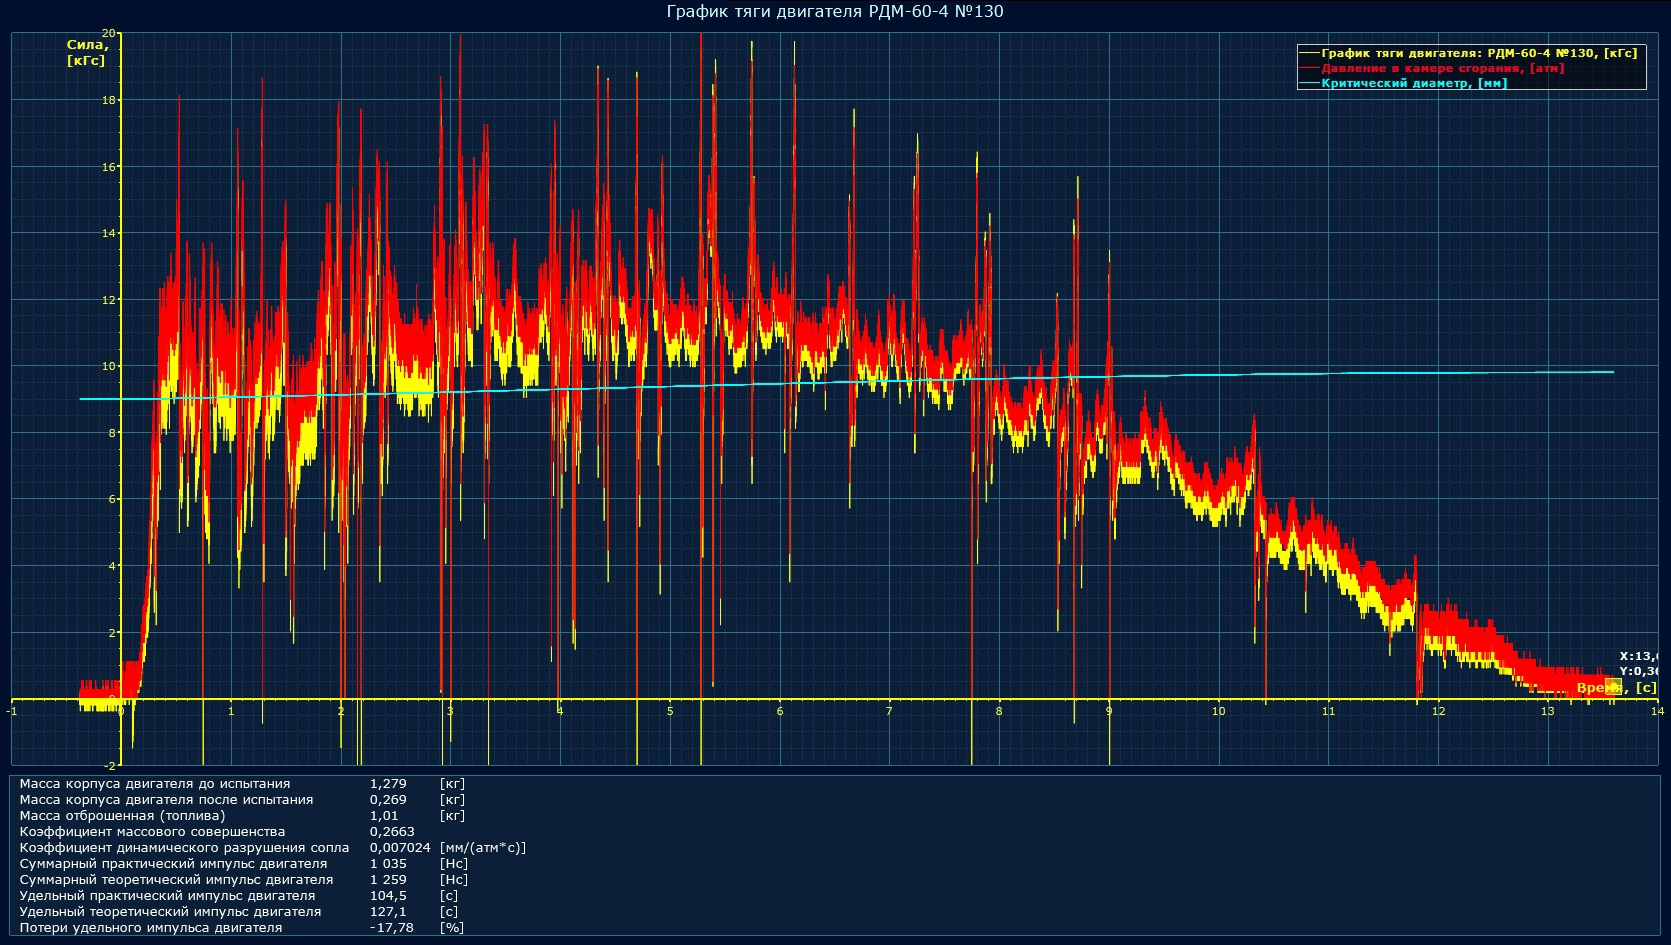 График тяги двигателя РДМ-60-4 №130
Сила,
[кГс]
График тяги двигателя: РДМ-60-4 №130, [кГс]
Давление в камере сгорания, [атм]
Критический диаметр, [мм]
20
18
16
14
12
10
8
6
4
2
0
-2
X:13,
Y:0,3
Время, [с]
-1 0 1 2 3 4 5 6 7 8 9 10 11 12 13 14
Масса корпуса двигателя до испытания 1,279 [кг]
Масса корпуса двигателя после испытания 0,269 [кг]
Масса отброшенная (топлива) 1,01 [кг]
Коэффициент массового совершенства 0,2663
Коэффициент динамического разрушения сопла 0,007024 [мм/(атм*с)]
Суммарный практический импульс двигателя 1 035 [Нс]
Суммарный теоретический импульс двигателя 1 259 [Нс]
Удельный практический импульс двигателя 104,5 [с]
Удельный теоретический импульс двигателя 127,1 [с]
Потери удельного импульса двигателя -17,78 [%]